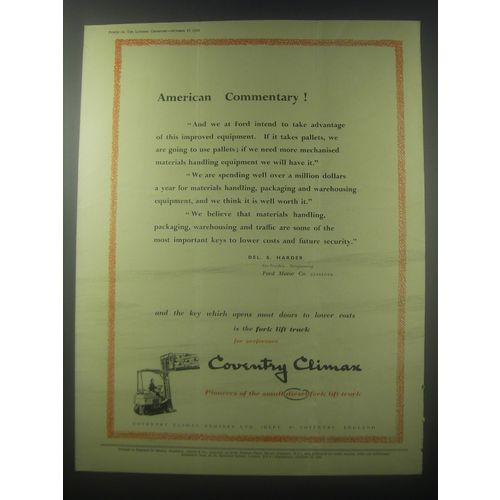 American Commentary !
"And we at Ford intend to take advantage
of this improved equipment. If it takes pallets, we
are going to use pallets; if we need more mechanised
materials handling equipment we will have it."
"We are spending well over a million dollars
a year for materials handling, packaging and warehousing
equipment, and we think it is well worth it."
"We believe that materials handling,
packaging, warehousing and traffic are some of the
most important keys to lower costs and future security."
DEL. S. HARDER
Ford Motor Co.
and the key which opens most doors to lower costs
is the fork lift truck
for preference
Coventry Climax
Pioneers of the small diesel fork lift truck
COVENTRY CLIMAX ENGINES LTD. COVENTRY ENGLAND